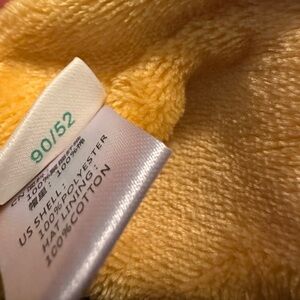 90/52
US SHELL:
100%POLYESTER
HAT LINING:
100%COTTON